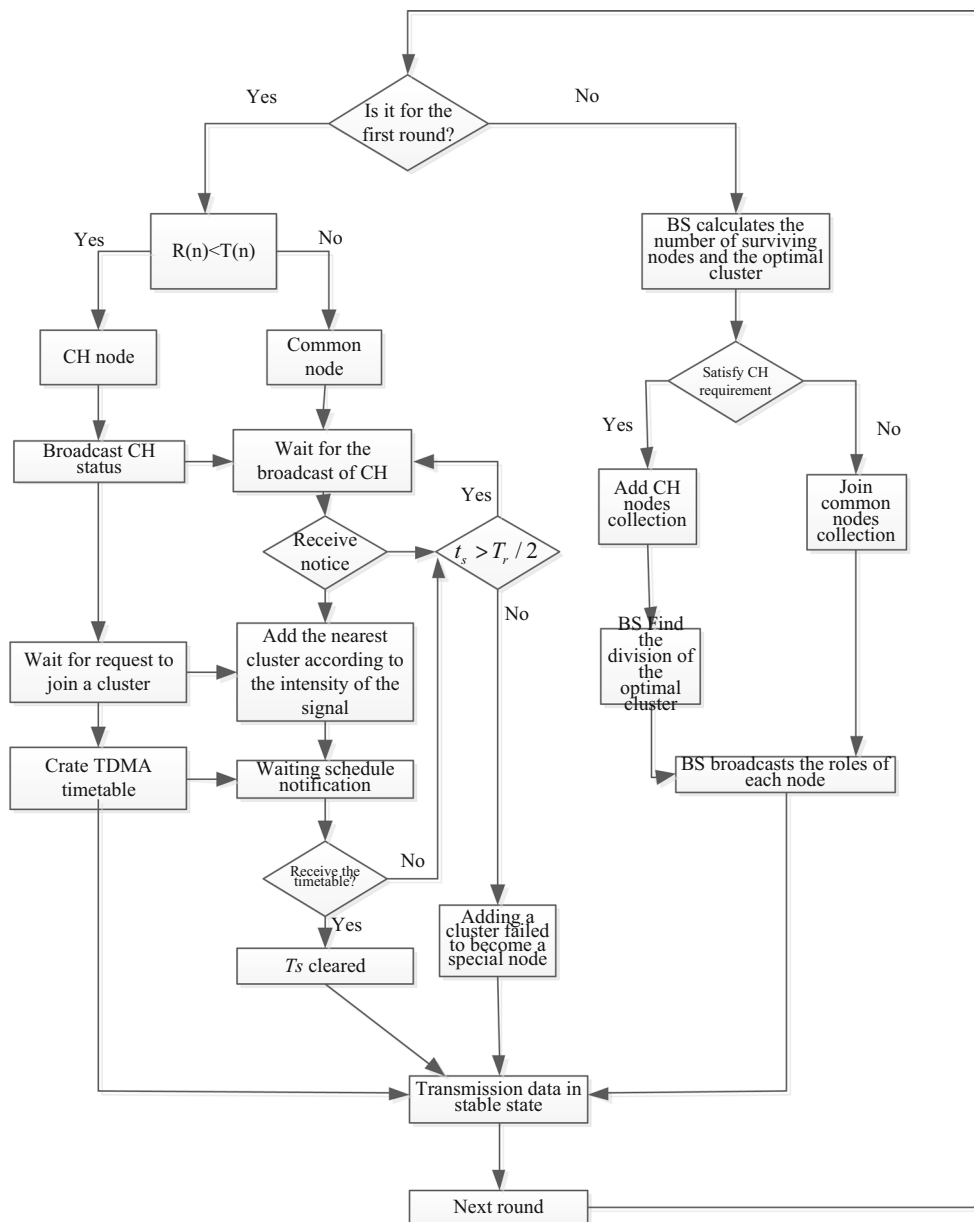 Yes
No
Is it for the
first round?
Yes
R(n)<T(n)
No
BS calculates the
number of surviving
nodes and the optimal
cluster
CH node
Common
node
Satisfy CH
requirement
Yes
No
Broadcast CH
status
Wait for the
broadcast of CH
Yes
Add CH
nodes
collection
Join
common
nodes
collection
Receive
notice
t_s > T_r / 2
No
Wait for request to
join a cluster
Add the nearest
cluster according to
the intensity of the
signal
BS Find
the
division of
the
optimal
cluster
Crate TDMA
timetable
Waiting schedule
notification
BS broadcasts the roles of
each node
Receive the
timetable?
No
Yes
Ts cleared
Adding a
cluster failed
to become a
special node
Transmission data in
stable state
Next round